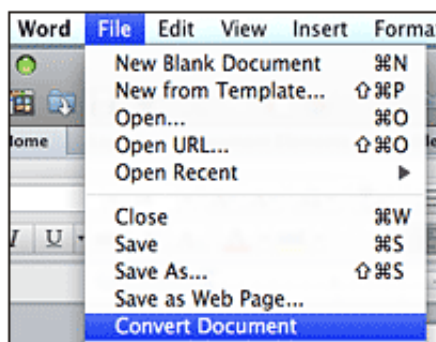 Word File Edit View Insert Forma
New Blank Document ⌘N
New from Template... ⇧⌘P
Open... ⌘O
Open URL... ⇧⌘O
Open Recent ▶
Close ⌘W
Save ⌘S
Save As... ⇧⌘S
Save as Web Page...
Convert Document
ome
I U